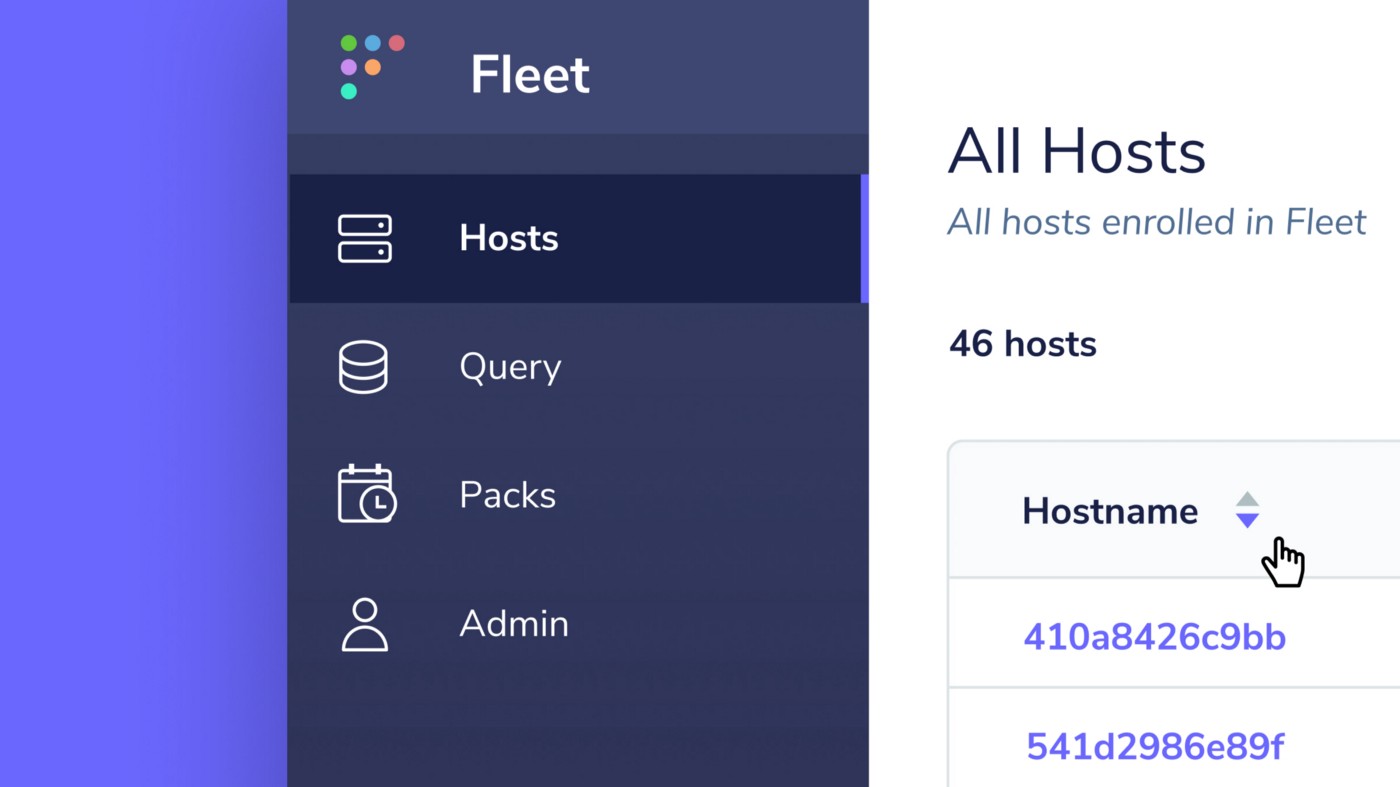 Fleet
Hosts
Query
Packs
Admin
All Hosts
All hosts enrolled in Fleet
46 hosts
Hostname
410a8426c9bb
541d2986e89f